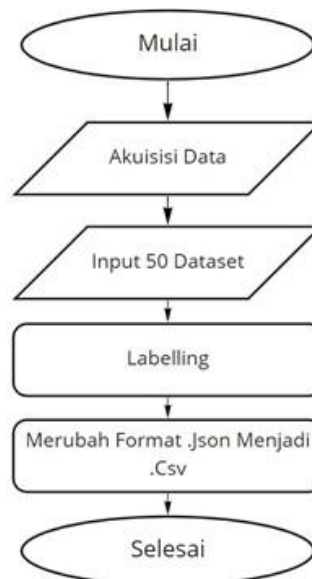 Mulai
Akuisisi Data
Input 50 Dataset
Labelling
Merubah Format .Json Menjadi
.Csv
Selesai